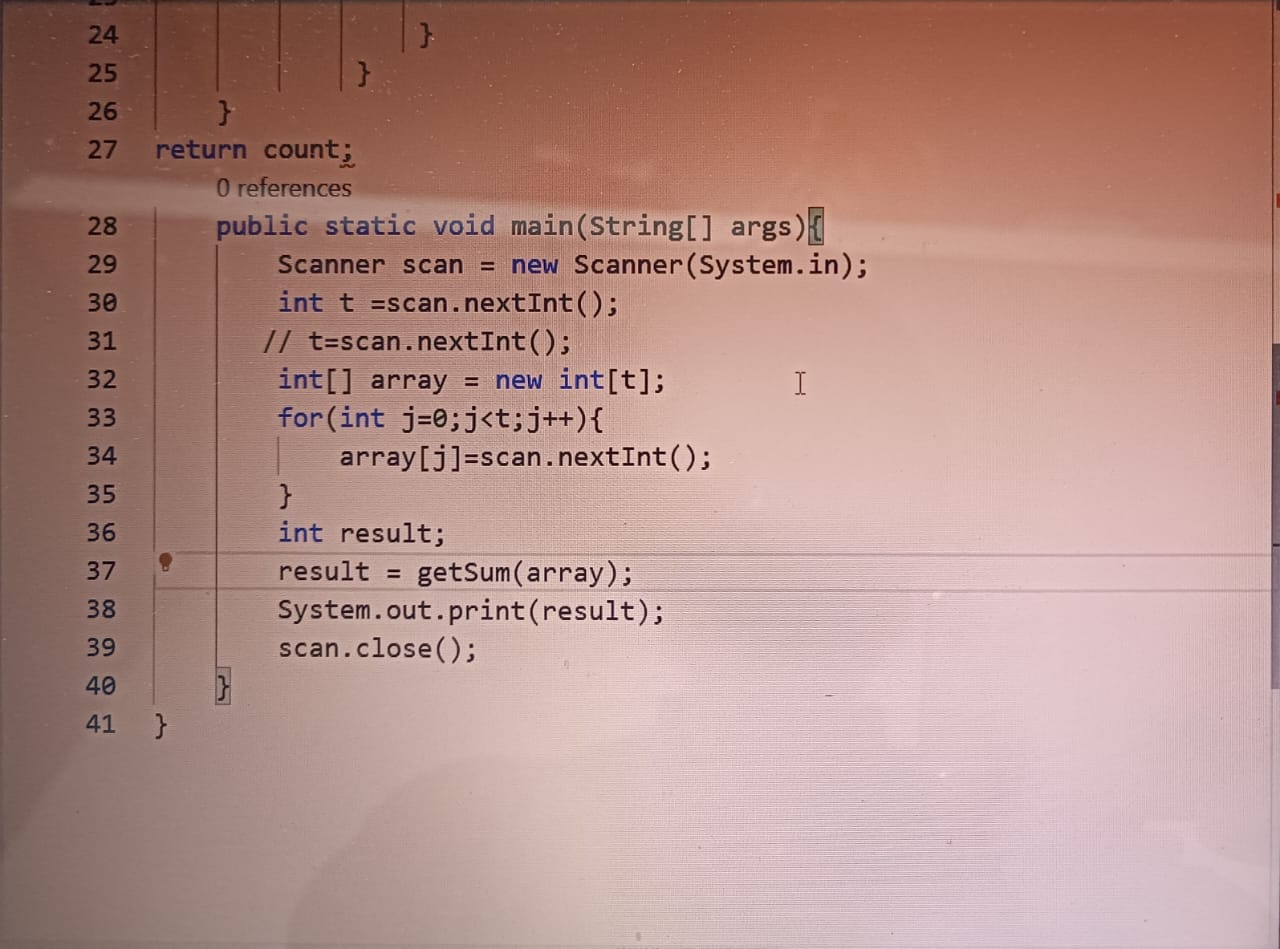 24 }
25 }
26 }
27 return count;
0 references
28 public static void main(String[] args){
29 Scanner scan = new Scanner(System.in);
30 int t =scan.nextInt();
31 // t=scan.nextInt();
32 int[] array = new int[t];
33 for(int j=0;j<t;j++){
34 array[j]=scan.nextInt();
35 }
36 int result;
37 result = getSum(array);
38 System.out.print(result);
39 scan.close();
40 }
41 }